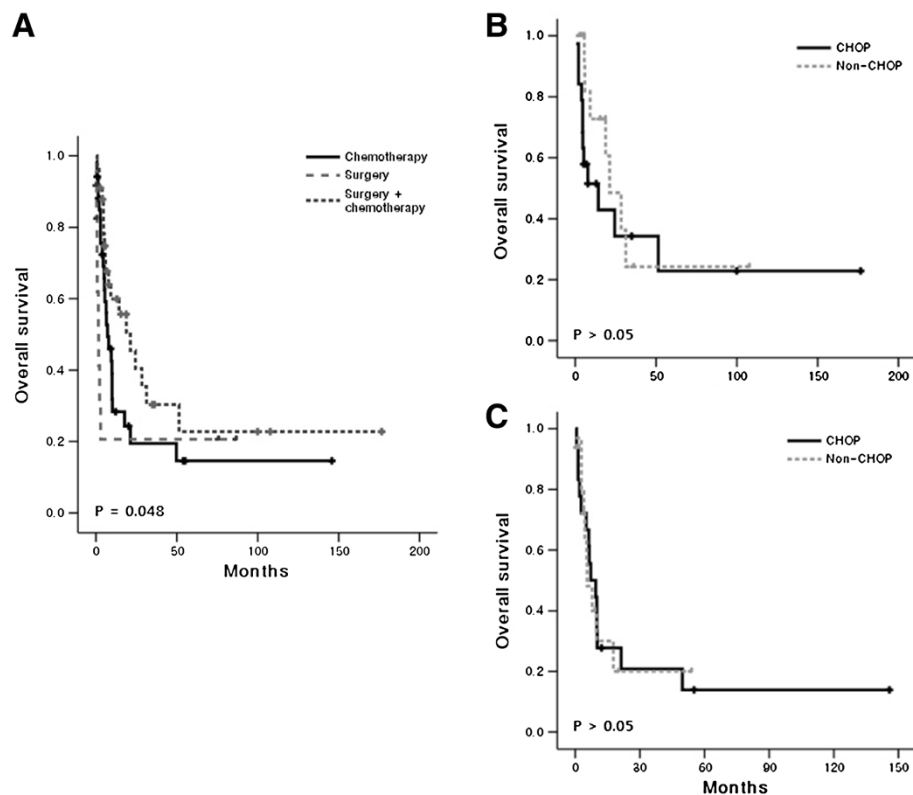 A
Chemotherapy
Surgery
Surgery +
chemotherapy
Overall survival
1.0
0.8
0.6
0.4
0.2
0.0
P = 0.048
0 50 100 150 200
Months
B
CHOP
Non-CHOP
Overall survival
1.0
0.8
0.6
0.4
0.2
0.0
P > 0.05
0 50 100 150 200
C
CHOP
Non-CHOP
Overall survival
1.0
0.8
0.6
0.4
0.2
0.0
P > 0.05
0 30 60 90 120 150
Months